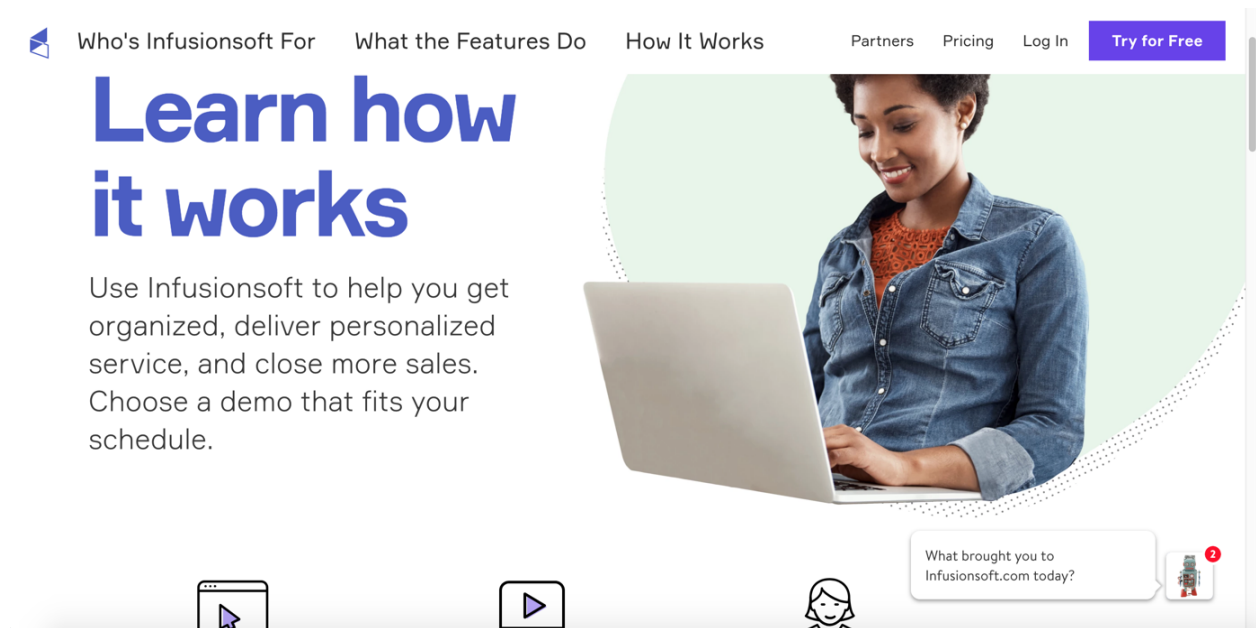 Who's Infusionsoft For
What the Features Do
How It Works
Partners
Pricing
Log In
Try for Free
Learn how
it works
Use Infusionsoft to help you get
organized, deliver personalized
service, and close more sales.
Choose a demo that fits your
schedule.
What brought you to
Infusionsoft.com today?
2